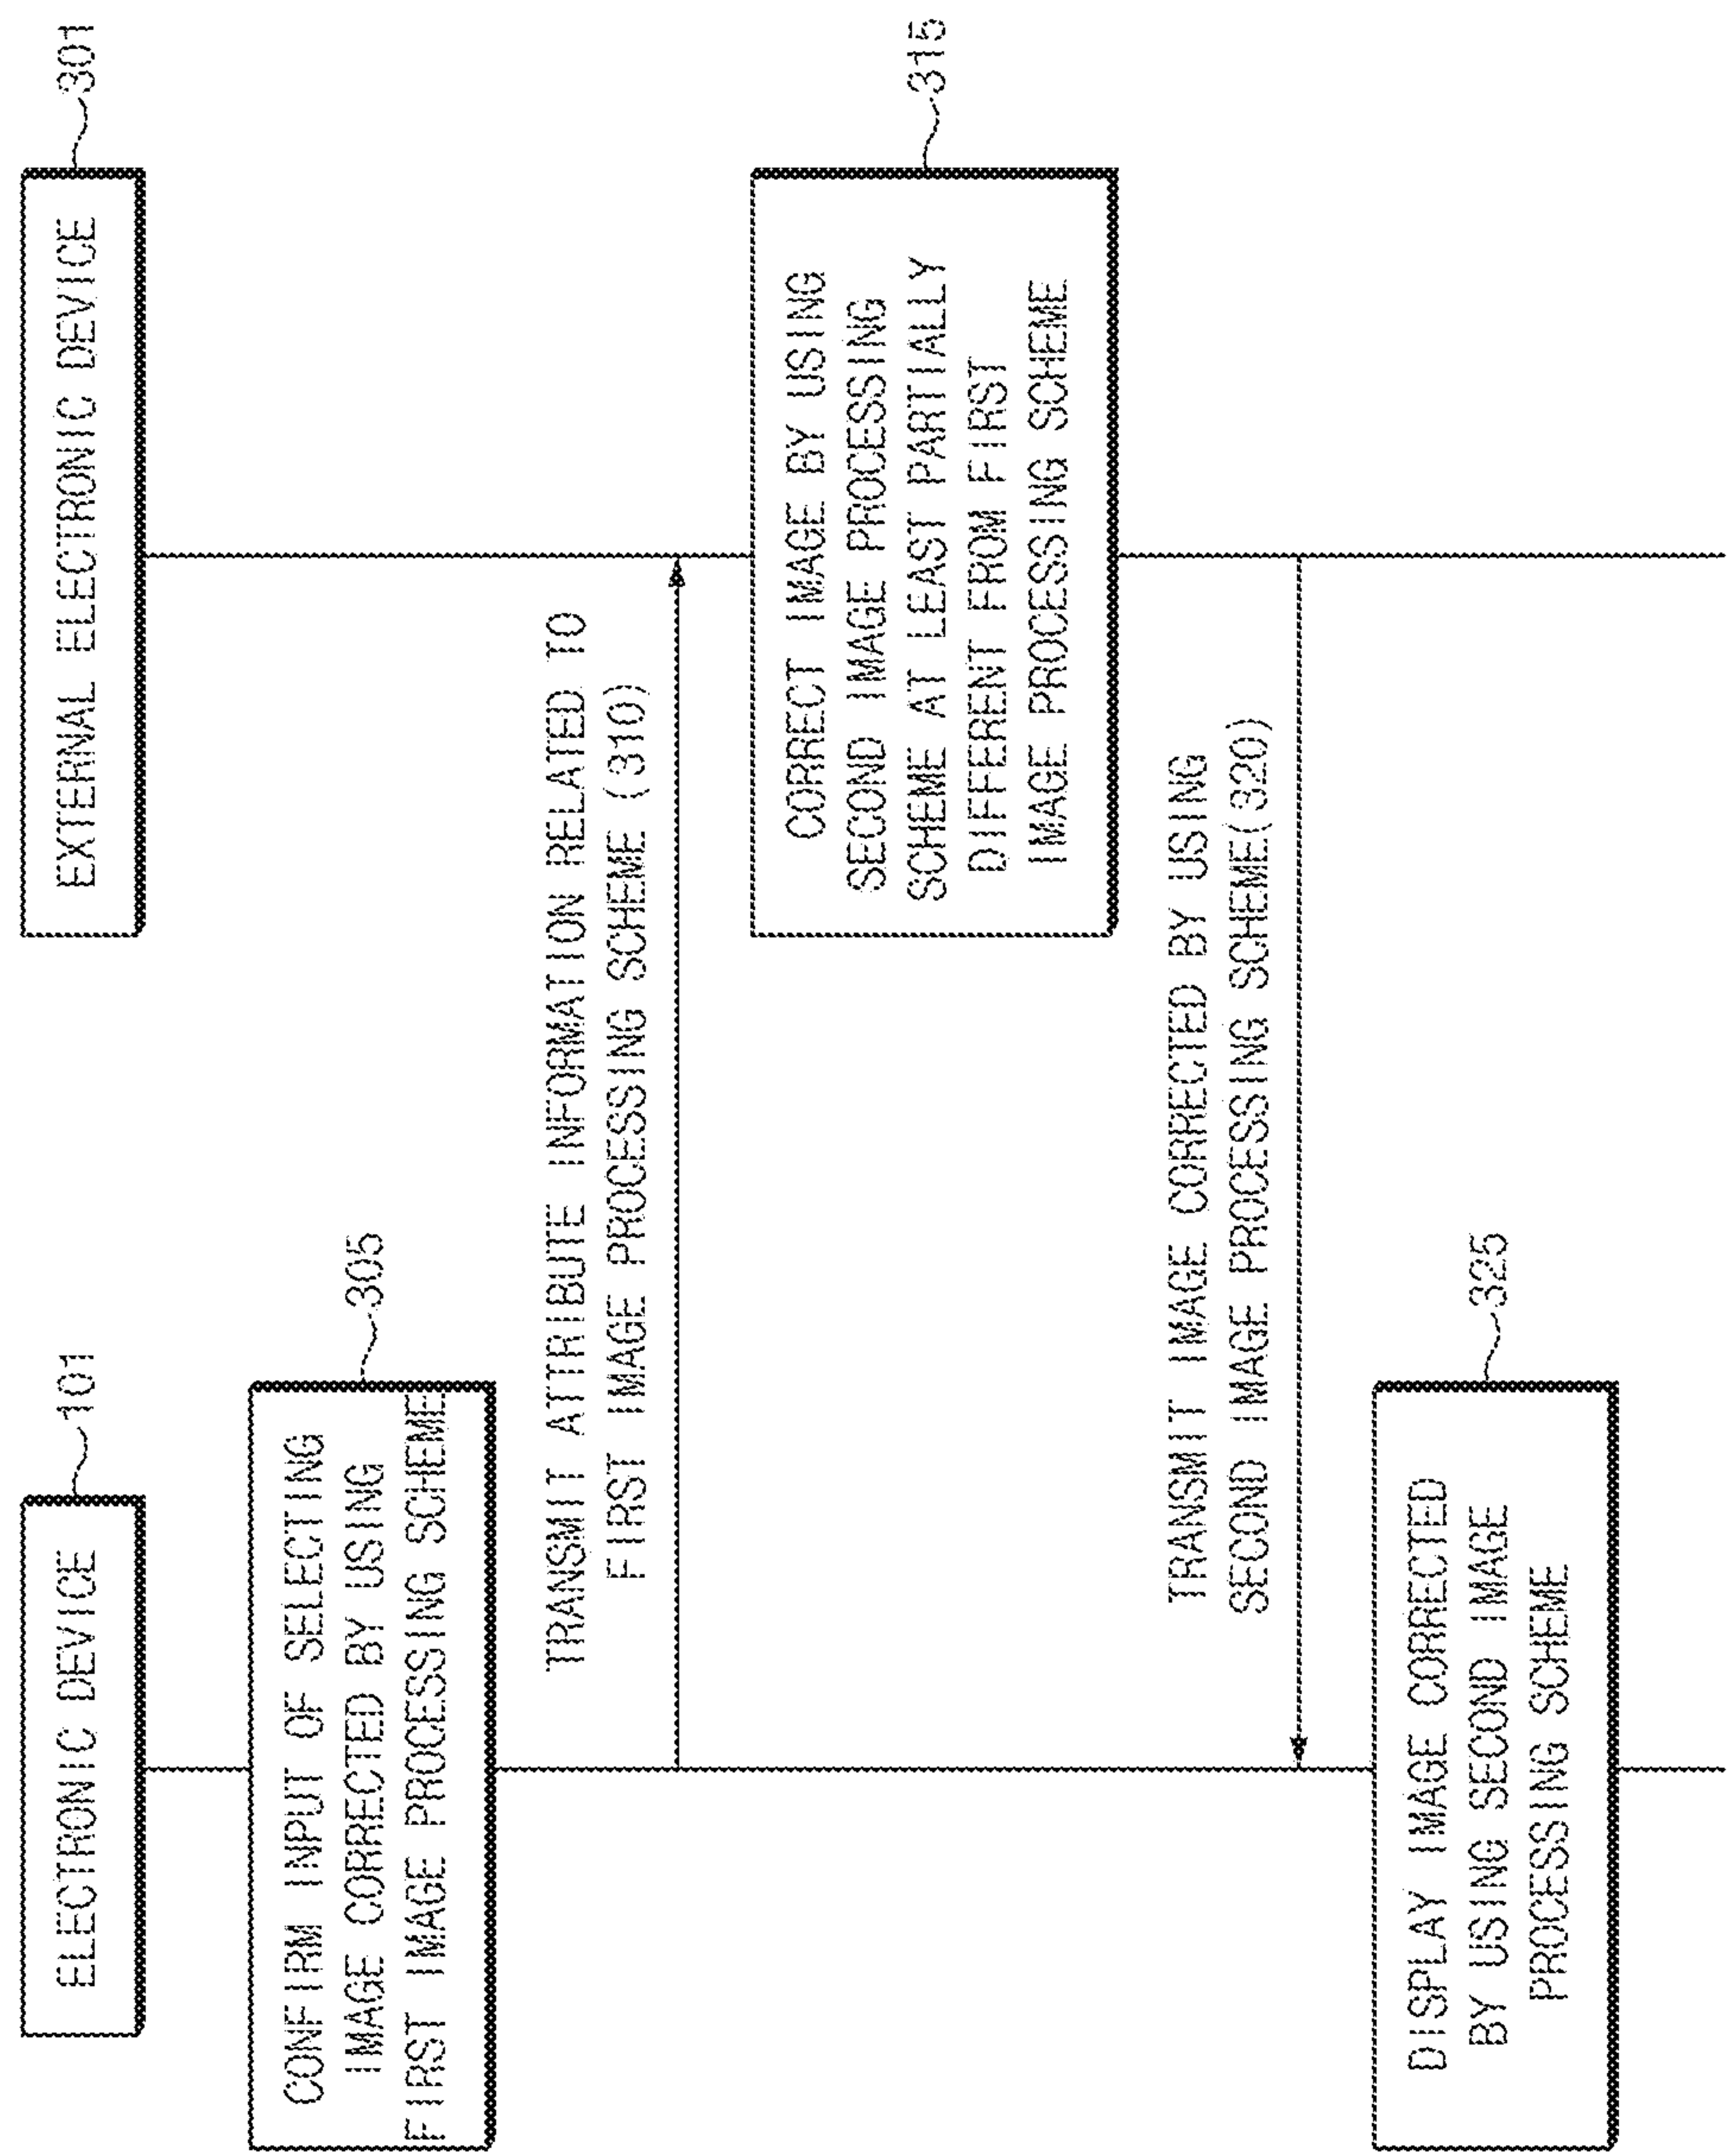 ELECTRONIC DEVICE
101
EXTERNAL ELECTRONIC DEVICE
301
CONFIRM INPUT OF SELECTING
IMAGE CORRECTED BY USING
FIRST IMAGE PROCESSING SCHEME
305
TRANSMIT ATTRIBUTE INFORMATION RELATED TO
FIRST IMAGE PROCESSING SCHEME (310)
CORRECT IMAGE BY USING
SECOND IMAGE PROCESSING
SCHEME AT LEAST PARTIALLY
DIFFERENT FROM FIRST
IMAGE PROCESSING SCHEME
315
TRANSMIT IMAGE CORRECTED BY USING
SECOND IMAGE PROCESSING SCHEME(320)
DISPLAY IMAGE CORRECTED
BY USING SECOND IMAGE
PROCESSING SCHEME
325